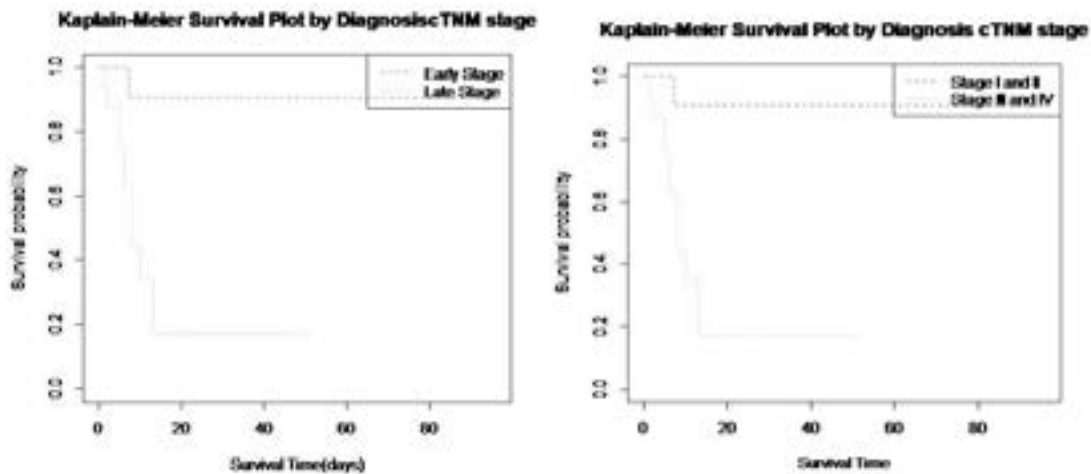 Kaplain-Meier Survival Plot by DiagnosiscTNM stage
Early Stage
Late Stage
Survival probability
1.0
0.8
0.6
0.4
0.2
0.0
0 20 40 60 80
Survival Time(days)
Kaplain-Meier Survival Plot by Diagnosis cTNM stage
Stage I and II
Stage III and IV
Survival probability
1.0
0.8
0.6
0.4
0.2
0.0
0 20 40 60 80
Survival Time